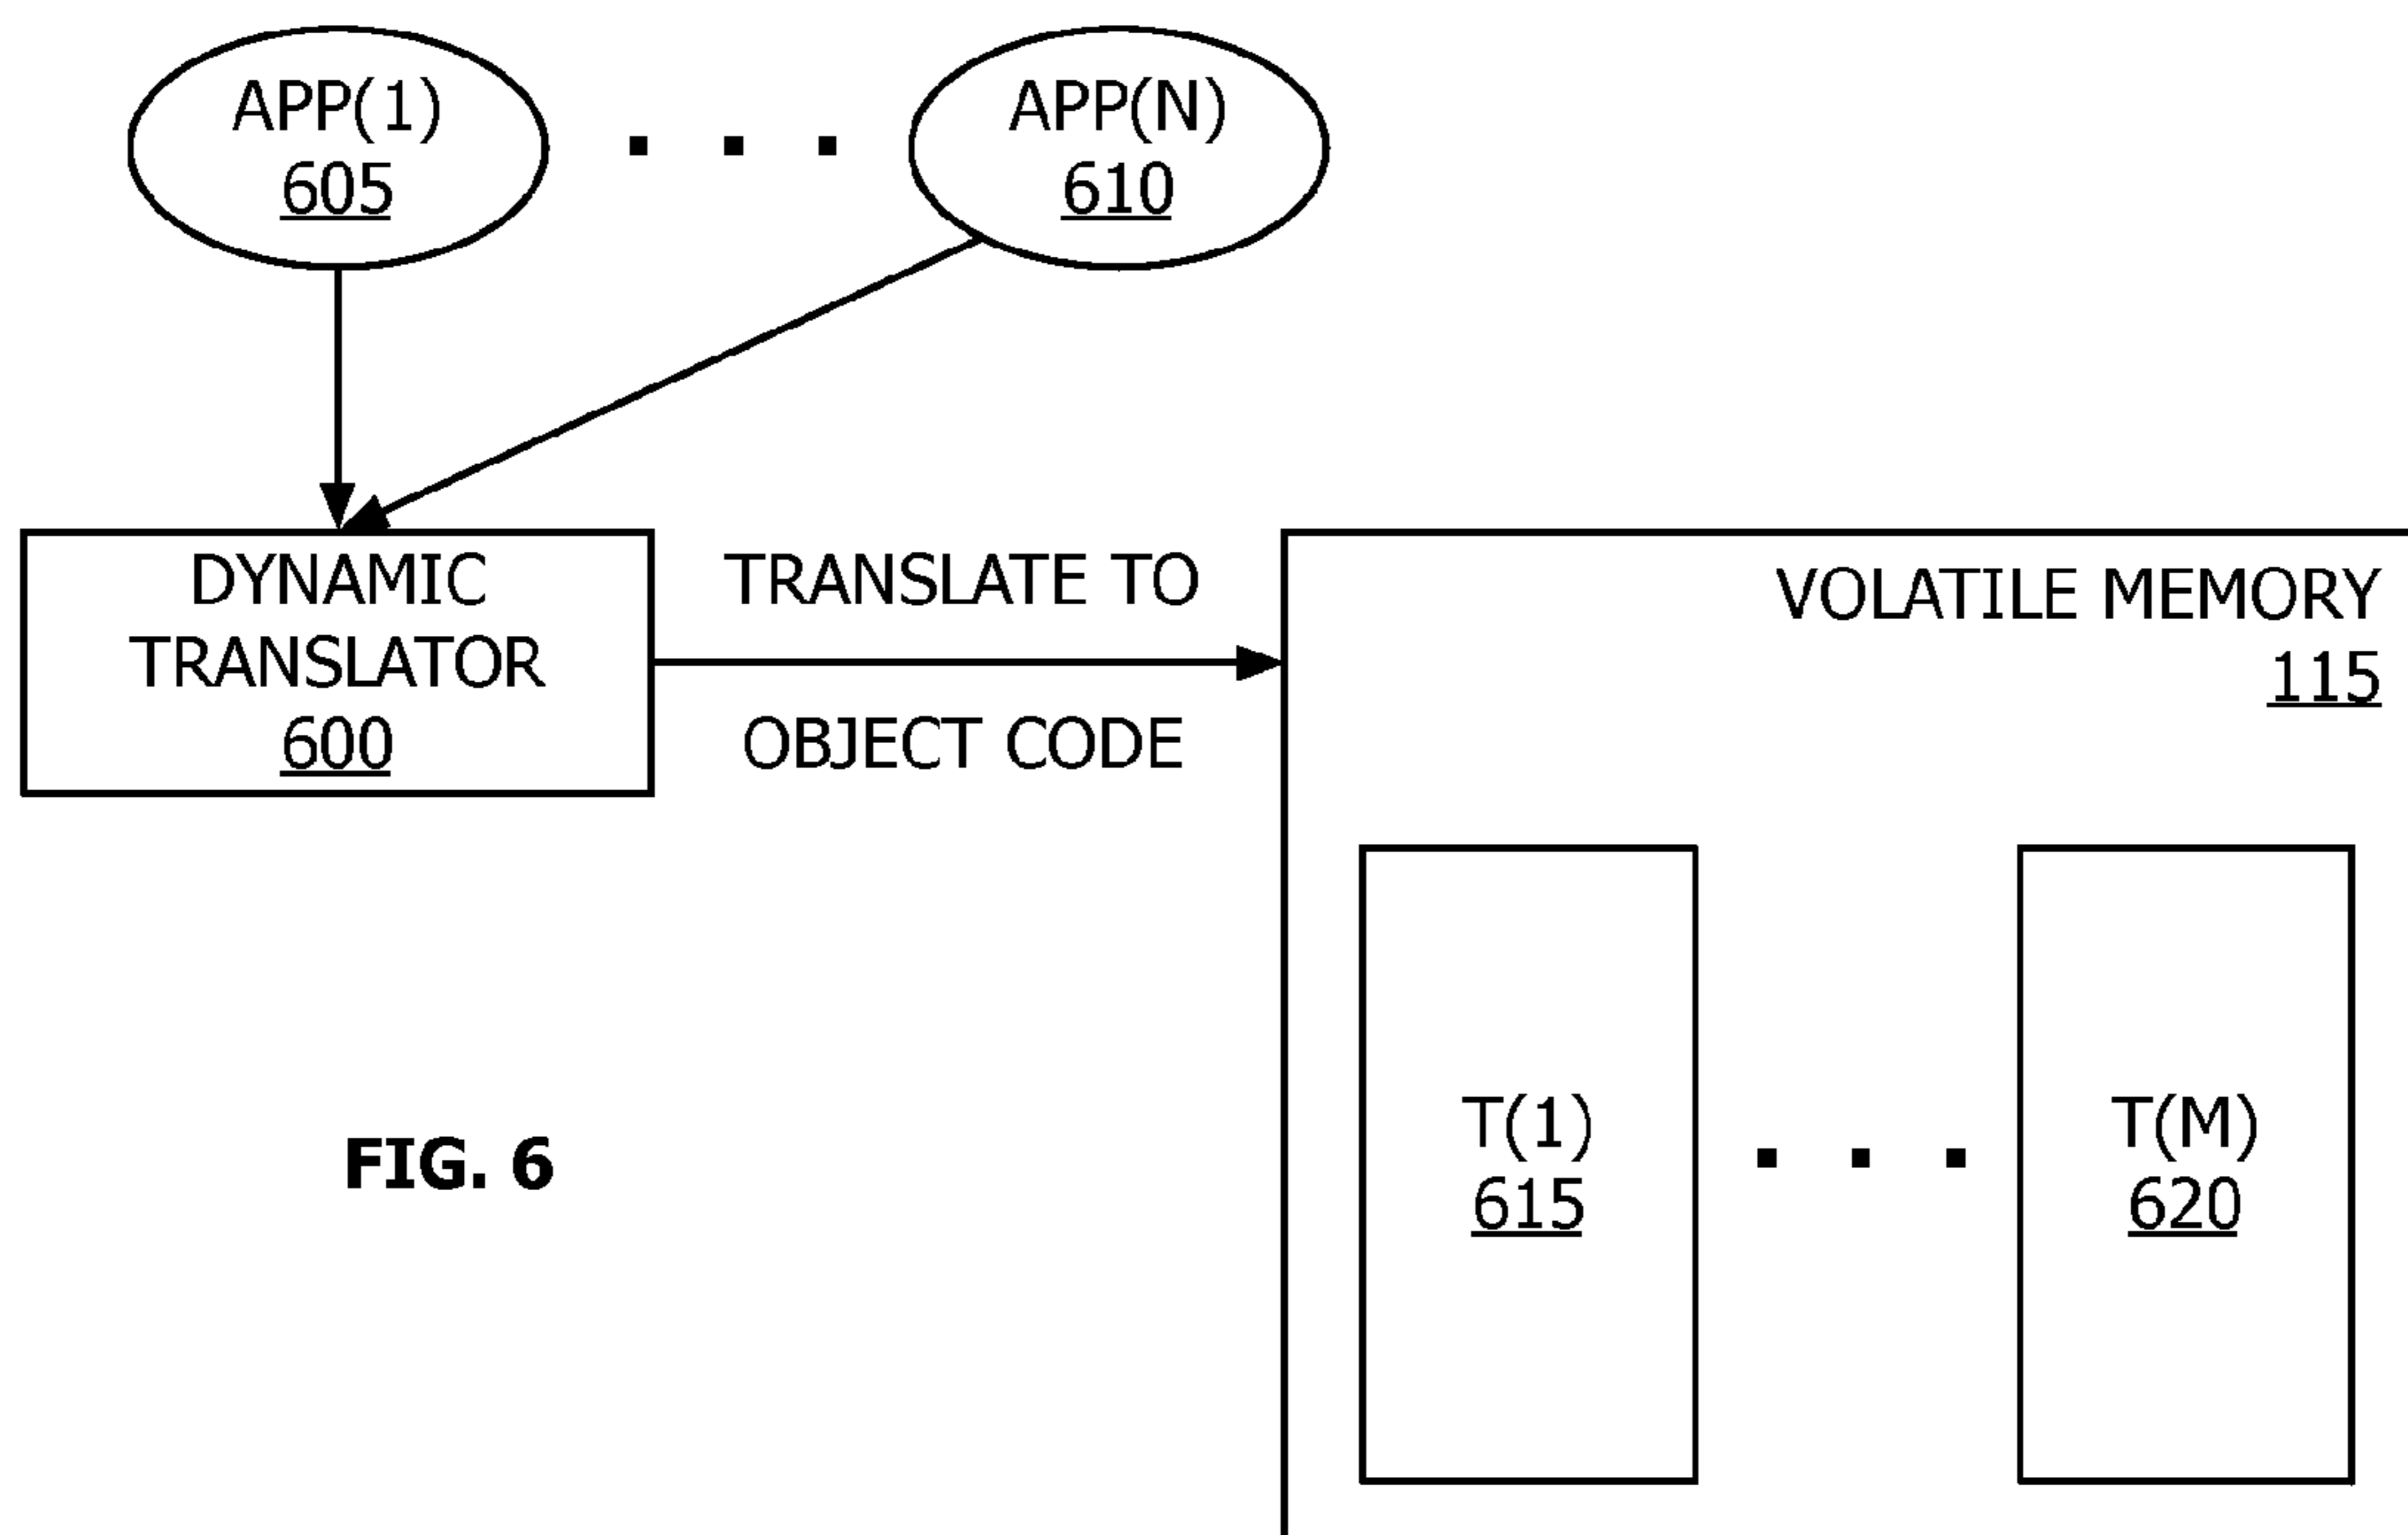 APP(1)
605
APP(N)
610
DYNAMIC
TRANSLATOR
600
TRANSLATE TO
OBJECT CODE
VOLATILE MEMORY
115
T(1)
615
T(M)
620
FIG. 6